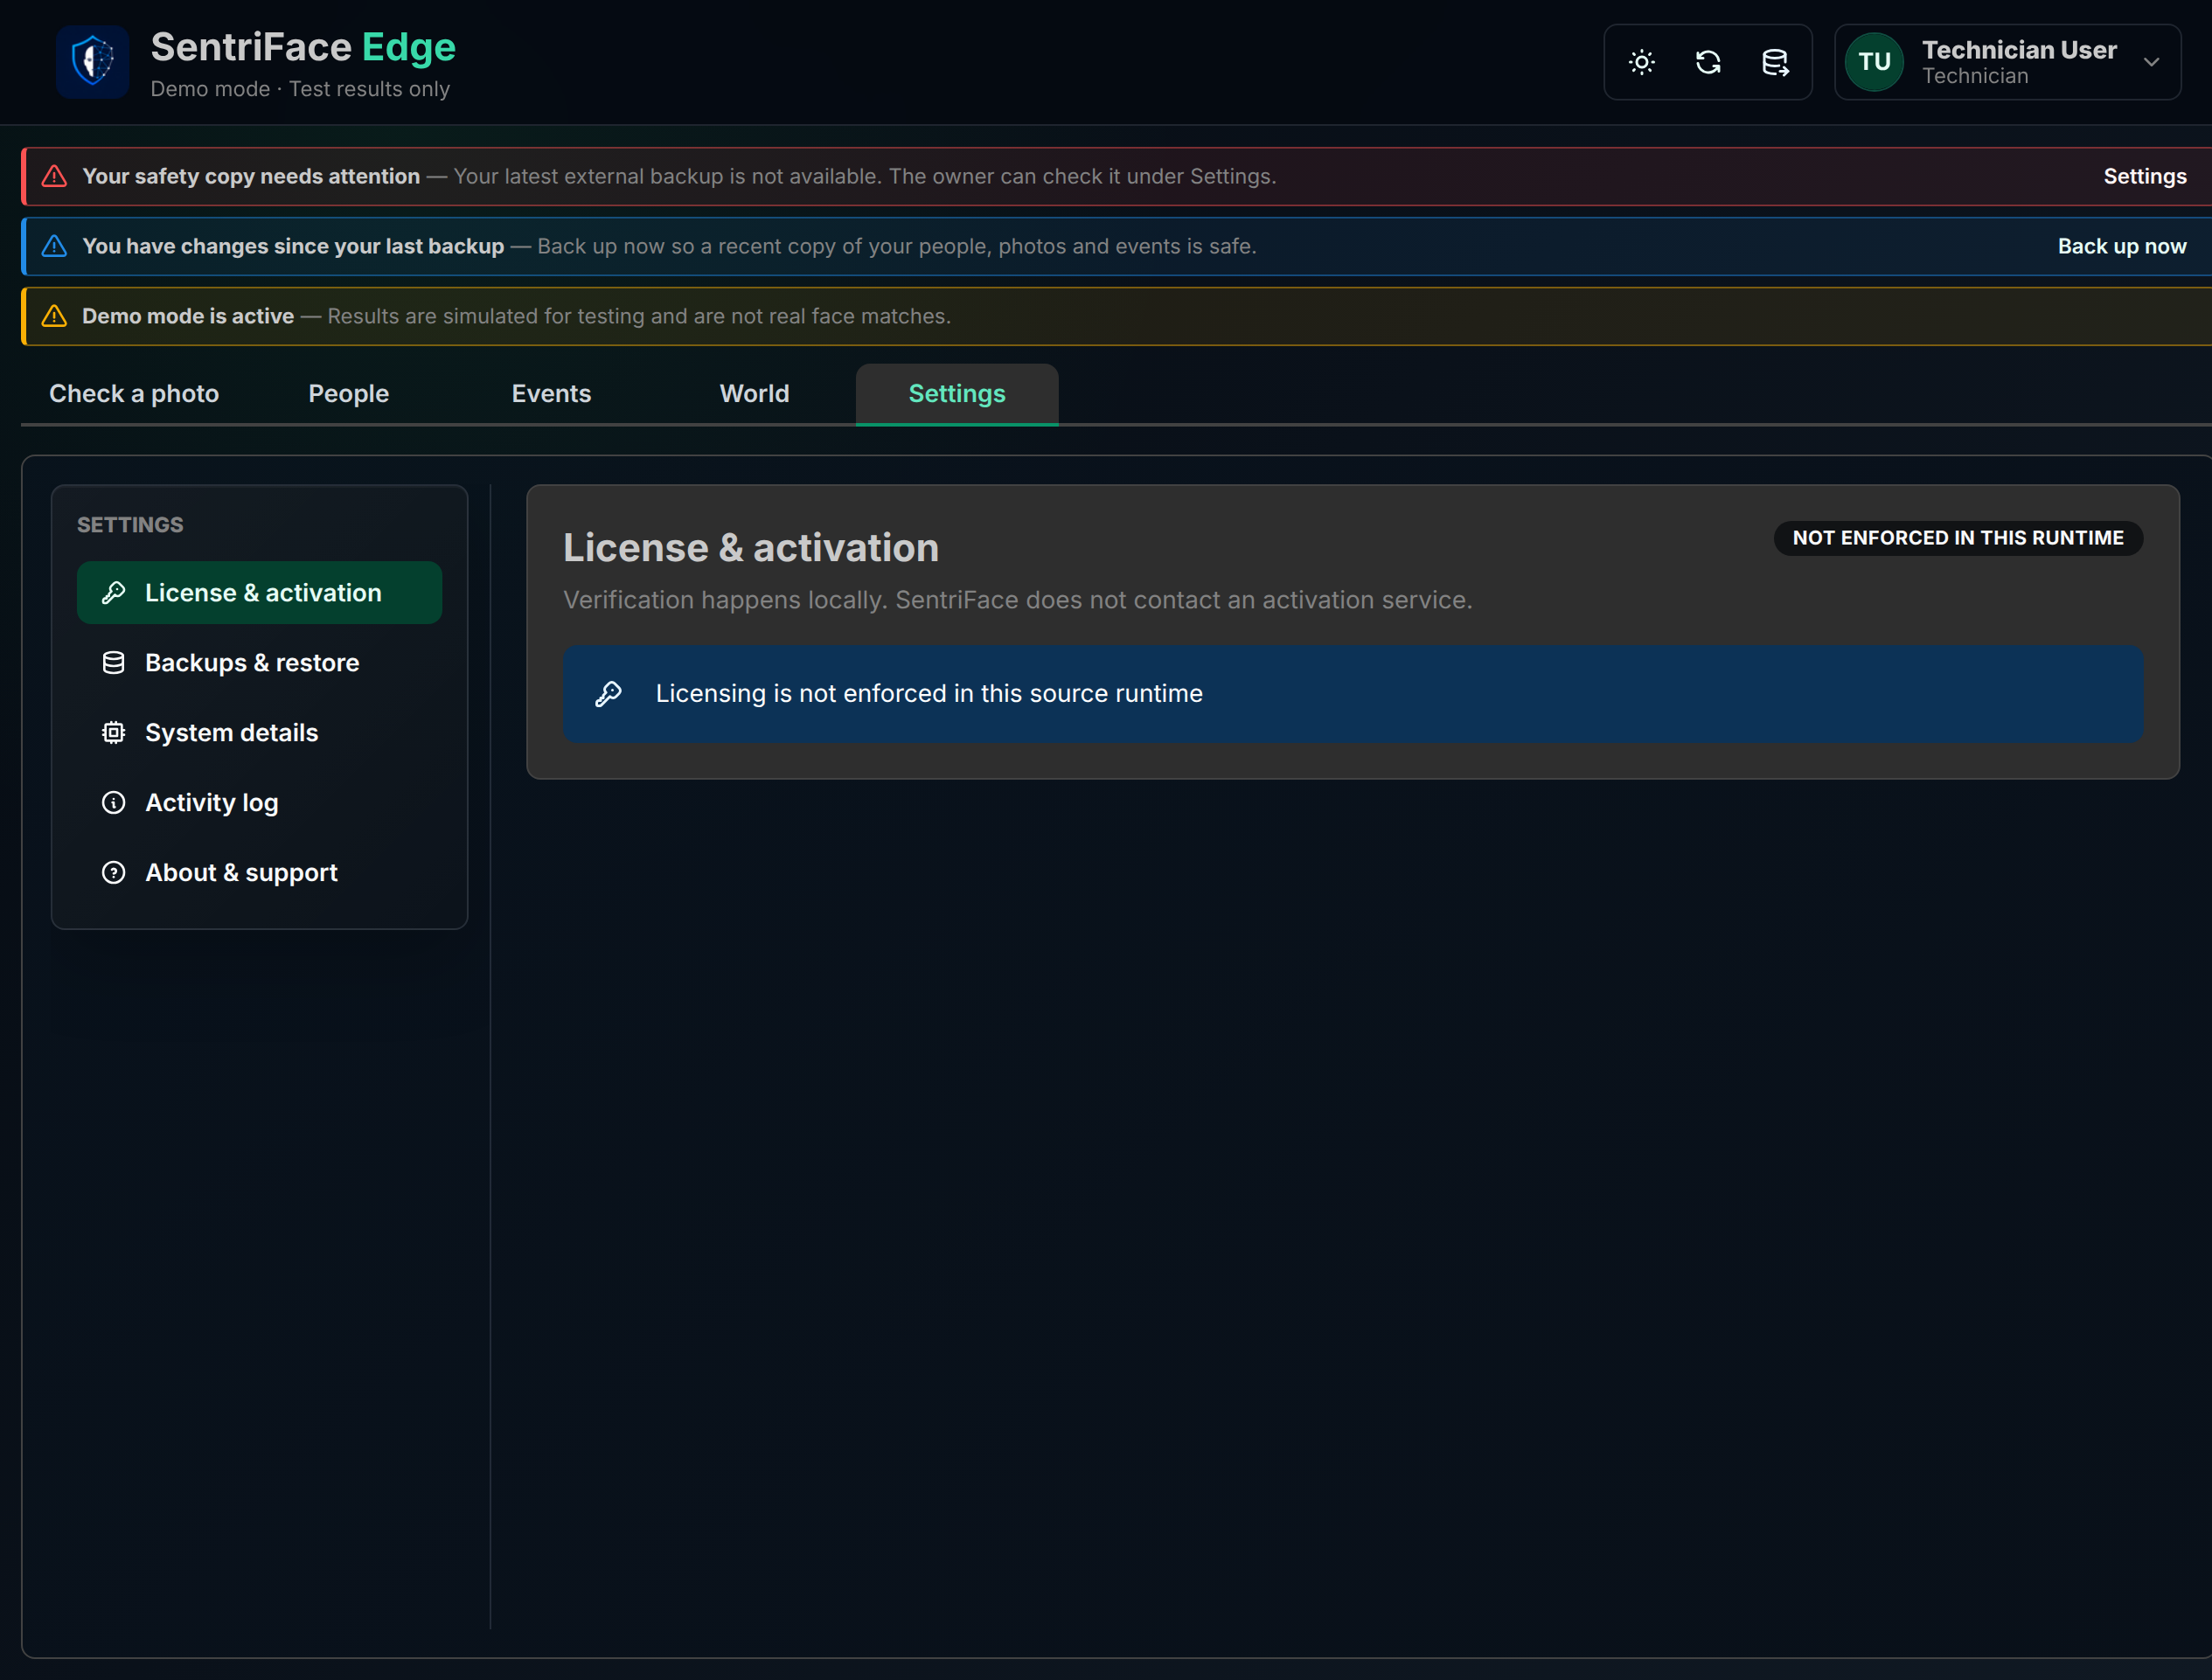 SentriFace Edge
Demo mode · Test results only
TU
Technician User
Technician
Your safety copy needs attention — Your latest external backup is not available. The owner can check it under Settings.
Settings
You have changes since your last backup — Back up now so a recent copy of your people, photos and events is safe.
Back up now
Demo mode is active — Results are simulated for testing and are not real face matches.
Check a photo
People
Events
World
Settings
SETTINGS
License & activation
Backups & restore
System details
Activity log
About & support
License & activation
NOT ENFORCED IN THIS RUNTIME
Verification happens locally. SentriFace does not contact an activation service.
Licensing is not enforced in this source runtime